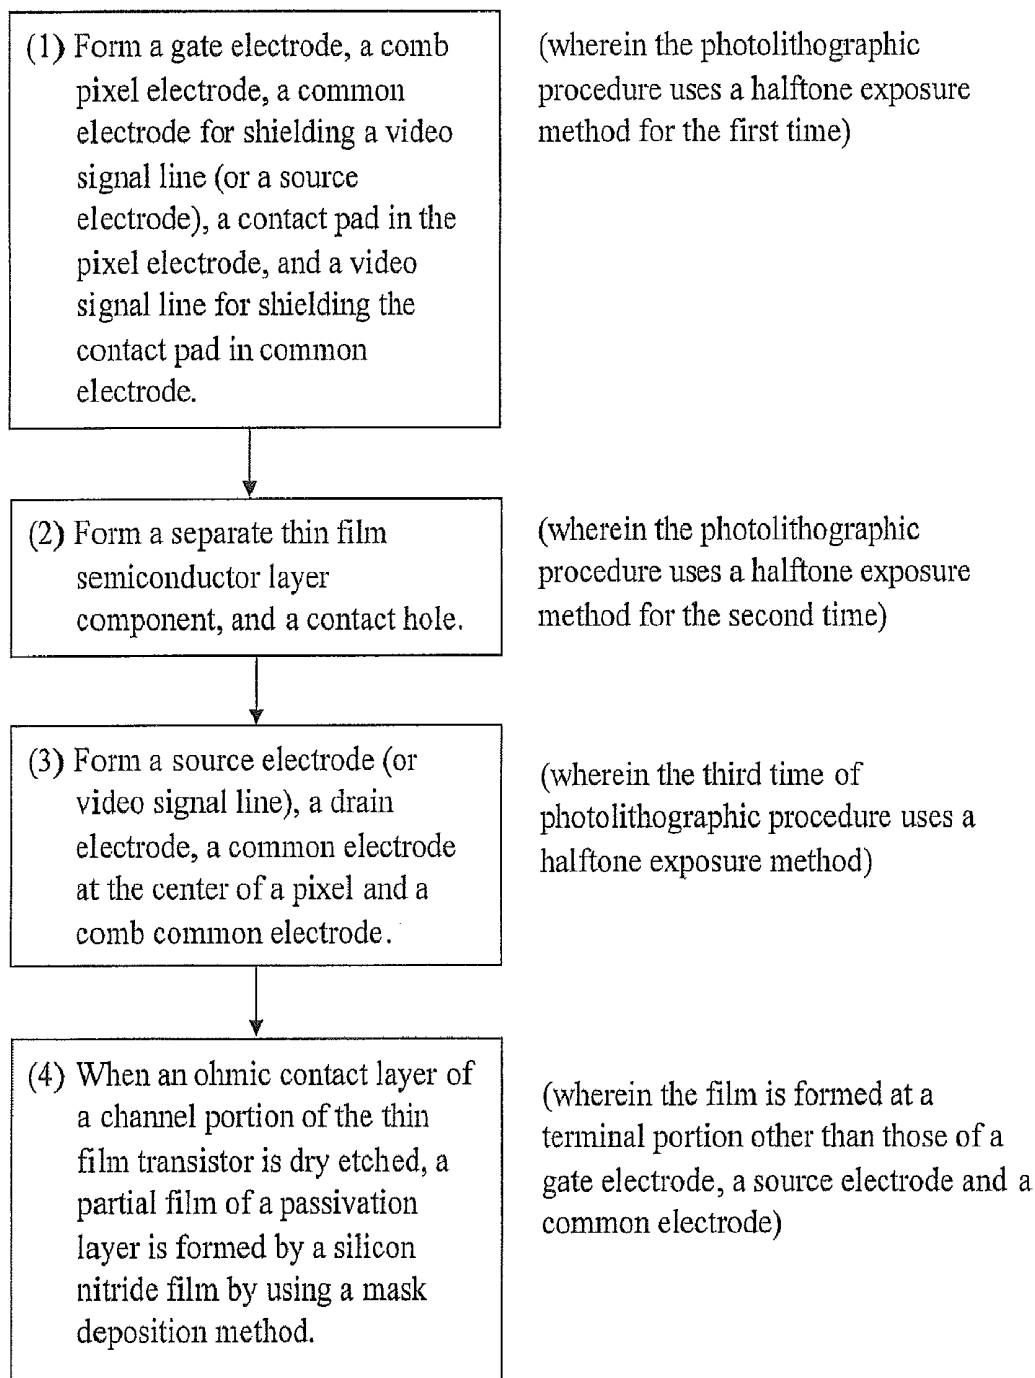 (1) Form a gate electrode, a comb
pixel electrode, a common
electrode for shielding a video
signal line (or a source
electrode), a contact pad in the
pixel electrode, and a video
signal line for shielding the
contact pad in common
electrode.
(wherein the photolithographic
procedure uses a halftone exposure
method for the first time)
(2) Form a separate thin film
semiconductor layer
component, and a contact hole.
(wherein the photolithographic
procedure uses a halftone exposure
method for the second time)
(3) Form a source electrode (or
video signal line), a drain
electrode, a common electrode
at the center of a pixel and a
comb common electrode.
(wherein the third time of
photolithographic procedure uses a
halftone exposure method)
(4) When an ohmic contact layer of
a channel portion of the thin
film transistor is dry etched, a
partial film of a passivation
layer is formed by a silicon
nitride film by using a mask
deposition method.
(wherein the film is formed at a
terminal portion other than those of a
gate electrode, a source electrode and a
common electrode)